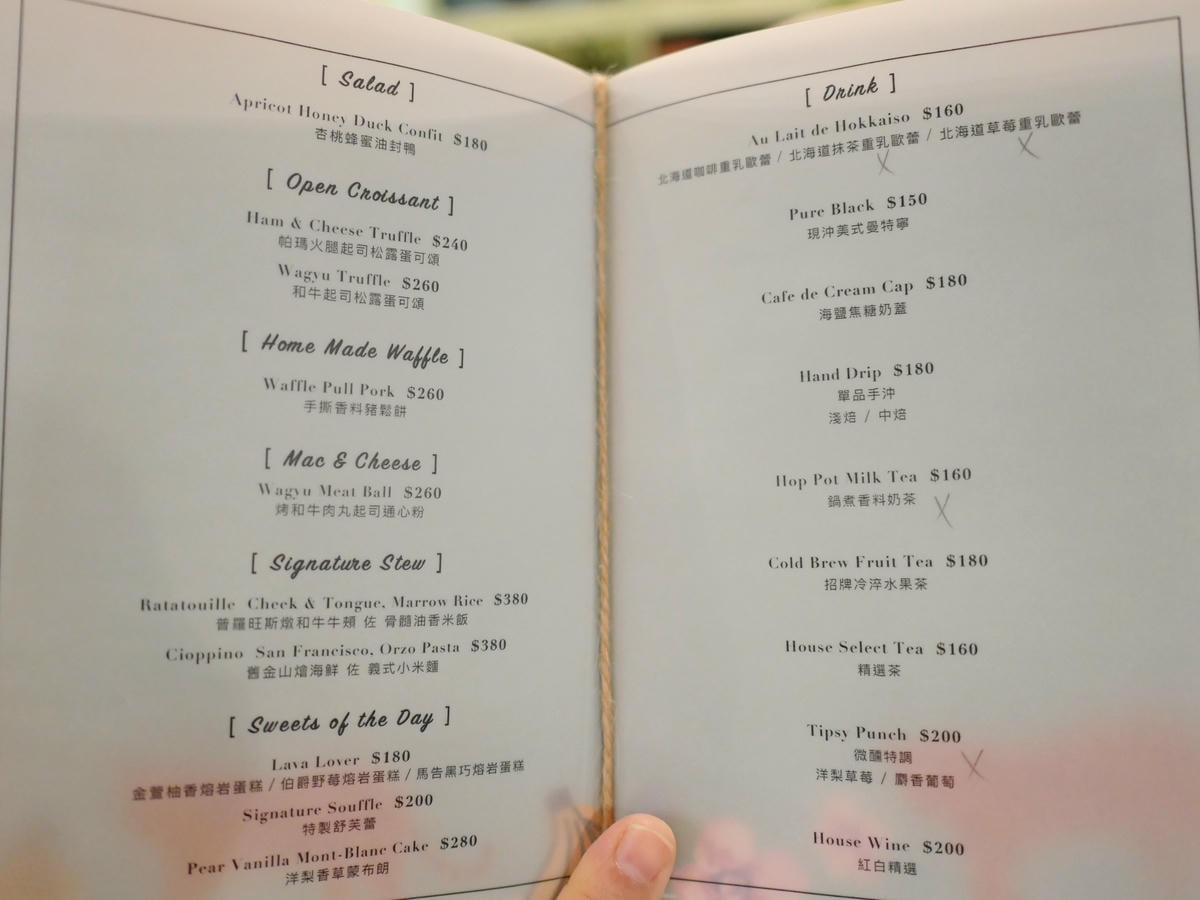 [ Salad ]
Apricot Honey Duck Confit $180
杏桃蜂蜜油封鴨
[ Open Croissant ]
Ham & Cheese Truffle $240
帕瑪火腿起司松露蛋可頌
Wagyu Truffle $260
和牛起司松露蛋可頌
[ Home Made Waffle ]
Waffle Pull Pork $260
手撕香料豬鬆餅
[ Mac & Cheese ]
Wagyu Meat Ball $260
烤和牛肉丸起司通心粉
[ Signature Stew ]
Ratatouille Cheek & Tongue, Marrow Rice $380
普羅旺斯燉和牛牛頰 佐 骨髓油香米飯
Cioppino San Francisco, Orzo Pasta $380
舊金山燴海鮮 佐 義式小米麵
[ Sweets of the Day ]
Lava Lover $180
金萱柚香熔岩蛋糕 / 伯爵野莓熔岩蛋糕 / 馬告黑巧熔岩蛋糕
Signature Souffle $200
特製舒芙蕾
Pear Vanilla Mont-Blanc Cake $280
洋梨香草蒙布朗
[ Drink ]
Au Lait de Hokkaiso $160
北海道咖啡重乳歐蕾 / 北海道抹茶重乳歐蕾 / 北海道草莓重乳歐蕾
Pure Black $150
現沖美式曼特寧
Cafe de Cream Cap $180
海鹽焦糖奶蓋
Hand Drip $180
單品手沖
淺焙 / 中焙
Hop Pot Milk Tea $160
鍋煮香料奶茶
Cold Brew Fruit Tea $180
招牌冷淬水果茶
House Select Tea $160
精選茶
Tipsy Punch $200
微醺特調
洋梨草莓 / 麝香葡萄
House Wine $200
紅白精選